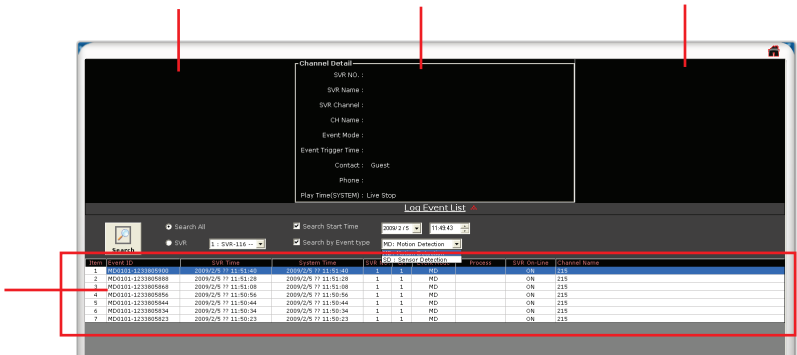 Channel Detail
SVR NO. :
SVR Name :
SVR Channel :
CH Name :
Event Mode :
Event Trigger Time :
Contact : Guest
Phone :
Play Time(SYSTEM) : Live Stop
Log Event List
Search All
Search Start Time 2009/ 2 / 5 11:49:43
Search
SVR 1 : SVR-116 --
Search by Event type MD: Motion Detection
SD : Sensor Detection
Item Event ID SVR Time System Time SVR Process SVR On-Line Channel Name
1 MD0101-1233805900 2009/2/5 ?? 11:51:40 2009/2/5 ?? 11:51:40 1 1 MD ON 215
2 MD0101-1233805888 2009/2/5 ?? 11:51:28 2009/2/5 ?? 11:51:28 1 1 MD ON 215
3 MD0101-1233805868 2009/2/5 ?? 11:51:08 2009/2/5 ?? 11:51:08 1 1 MD ON 215
4 MD0101-1233805856 2009/2/5 ?? 11:50:56 2009/2/5 ?? 11:50:56 1 1 MD ON 215
5 MD0101-1233805844 2009/2/5 ?? 11:50:44 2009/2/5 ?? 11:50:44 1 1 MD ON 215
6 MD0101-1233805834 2009/2/5 ?? 11:50:34 2009/2/5 ?? 11:50:34 1 1 MD ON 215
7 MD0101-1233805823 2009/2/5 ?? 11:50:23 2009/2/5 ?? 11:50:23 1 1 MD ON 215